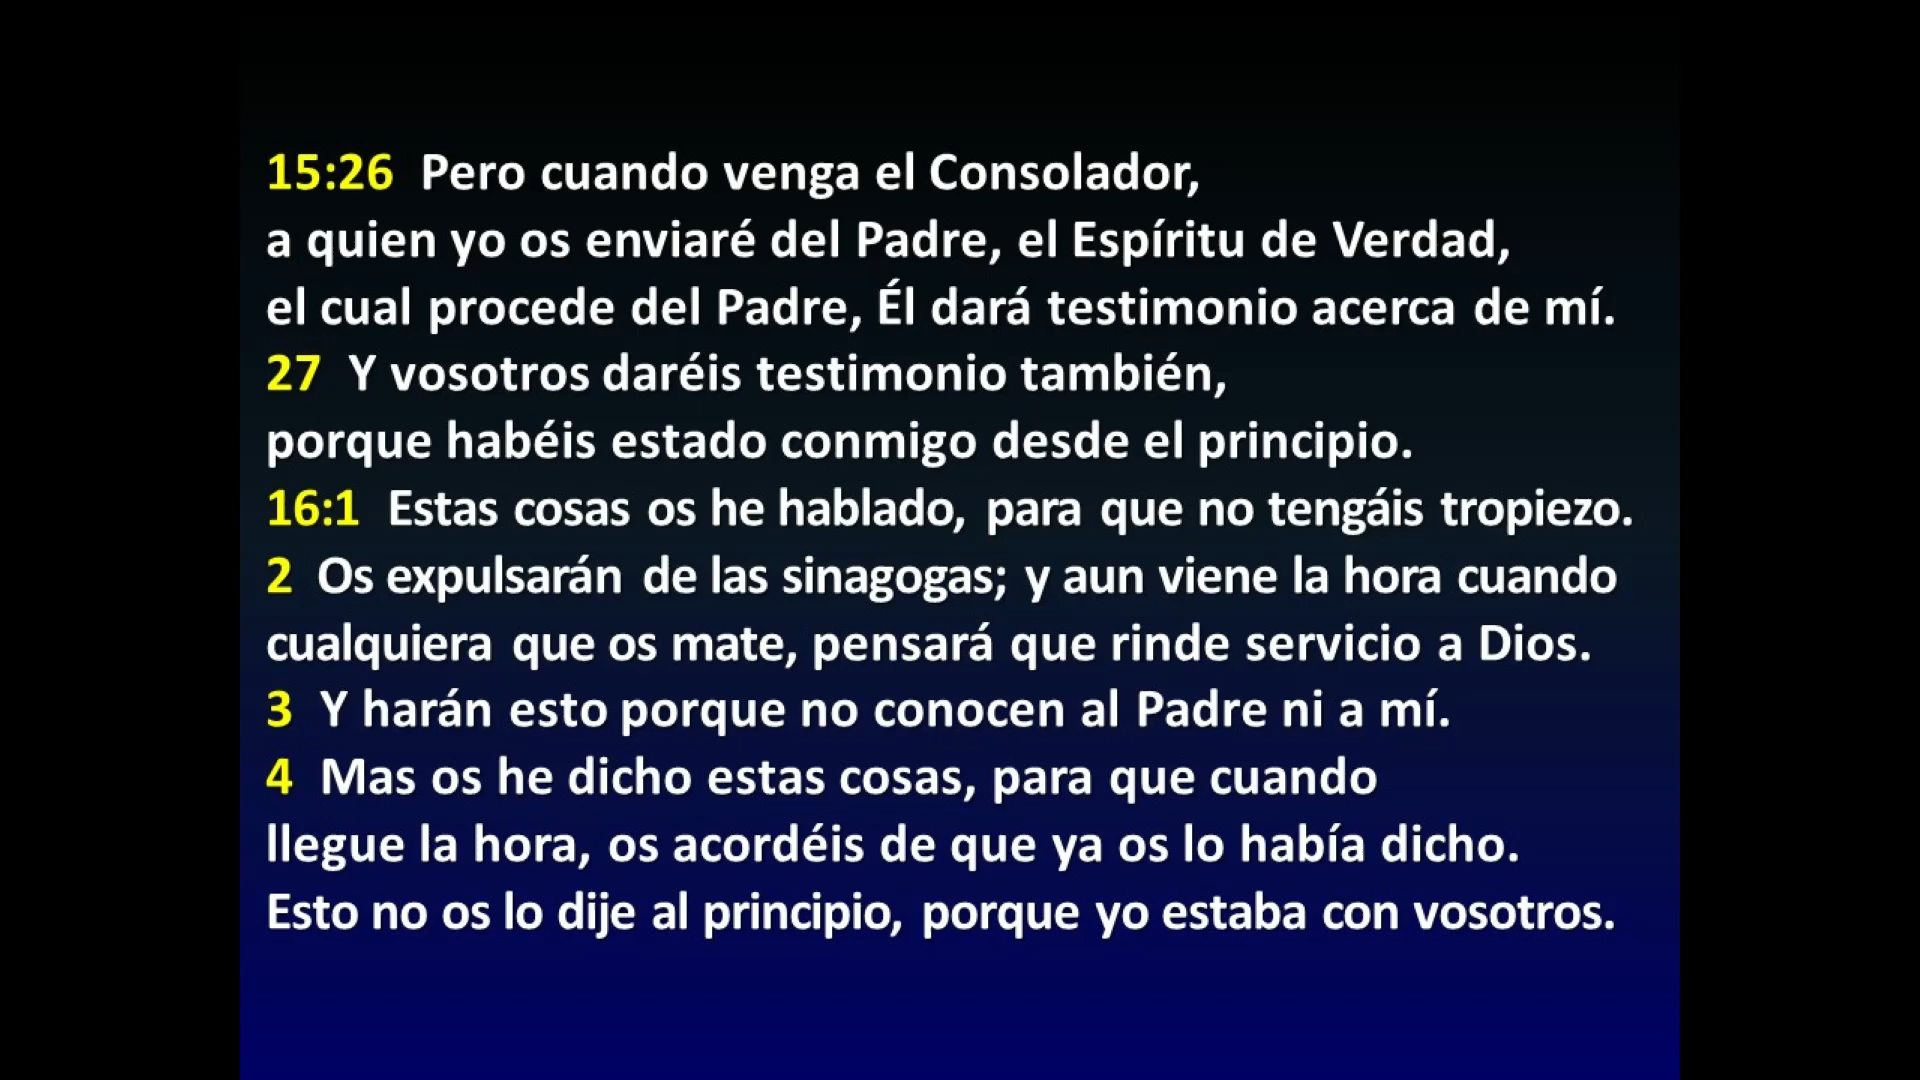 15:26 Pero cuando venga el Consolador,
a quien yo os enviaré del Padre, el Espíritu de Verdad,
el cual procede del Padre, Él dará testimonio acerca de mí.
27 Y vosotros daréis testimonio también,
porque habéis estado conmigo desde el principio.
16:1 Estas cosas os he hablado, para que no tengáis tropiezo.
2 Os expulsarán de las sinagogas; y aun viene la hora cuando
cualquiera que os mate, pensará que rinde servicio a Dios.
3 Y harán esto porque no conocen al Padre ni a mí.
4 Mas os he dicho estas cosas, para que cuando
llegue la hora, os acordéis de que ya os lo había dicho.
Esto no os lo dije al principio, porque yo estaba con vosotros.